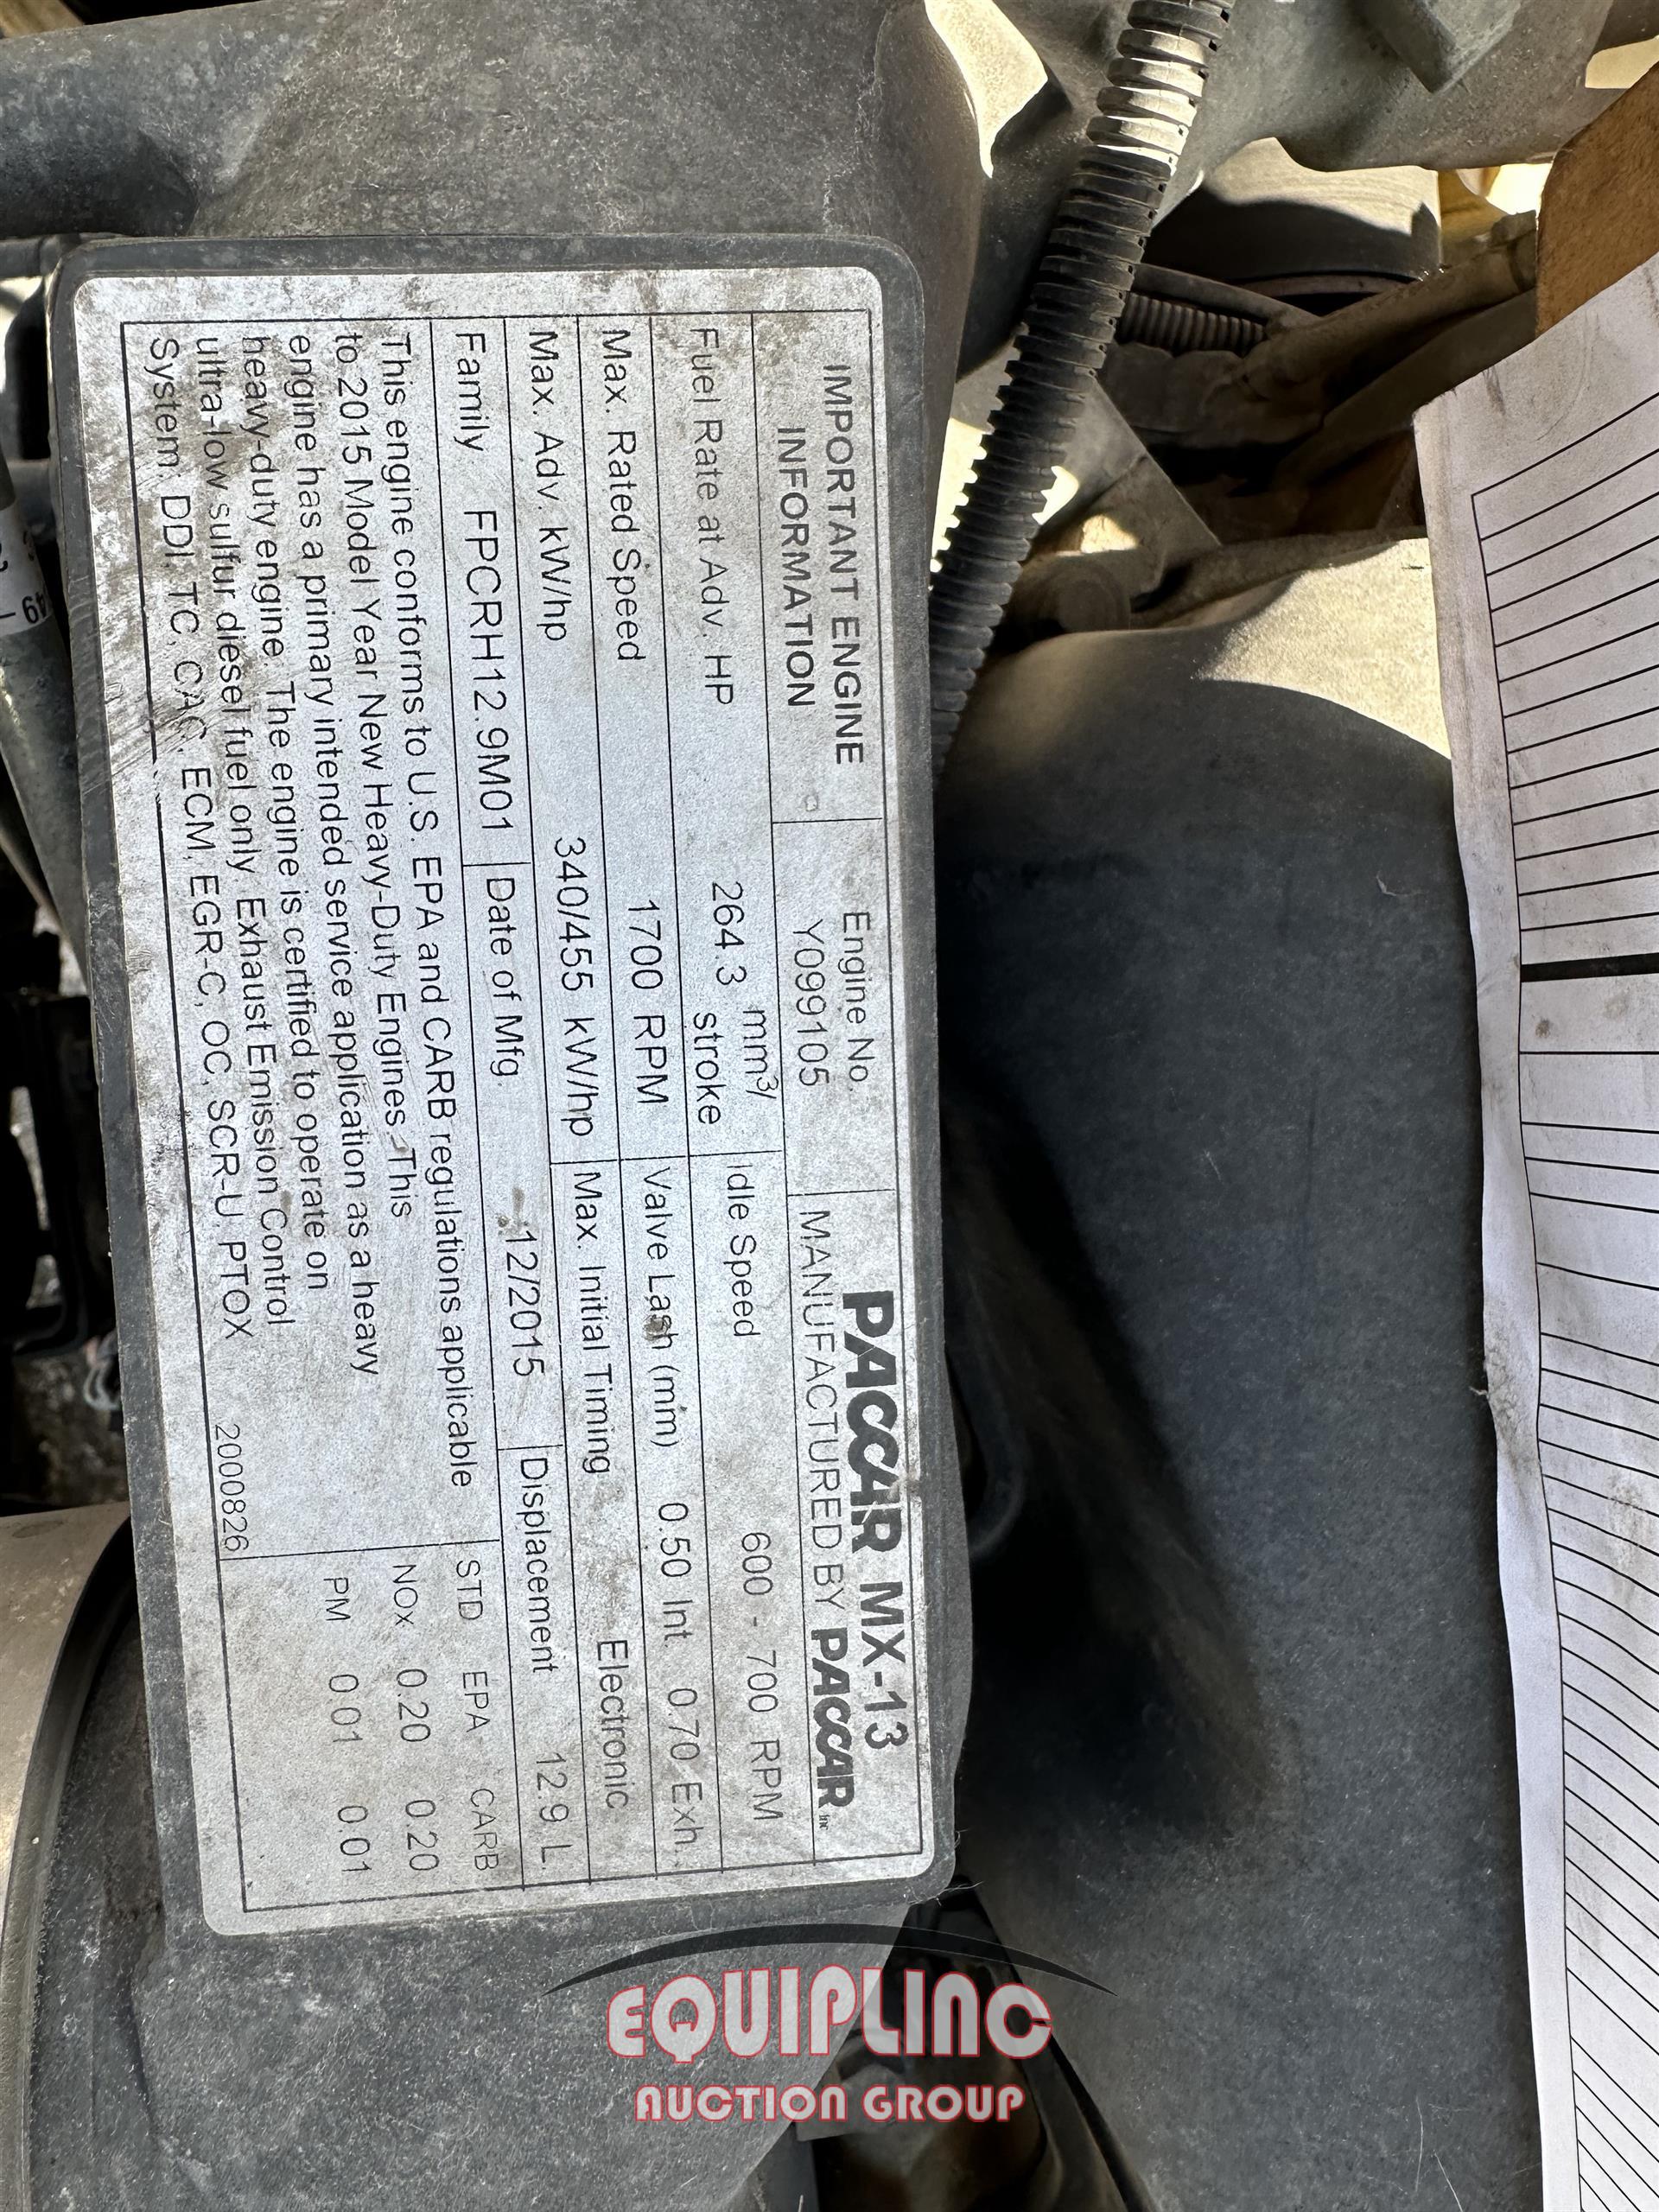 IMPORTANT ENGINE
INFORMATION
Engine No.
Y099105
PACCAR MX-13
MANUFACTURED BY PACCAR Inc
Fuel Rate at Adv. HP 264.3 mm³/
stroke
Idle Speed 600 - 700 RPM
Max. Rated Speed 1700 RPM
Valve Lash (mm) 0.50 Int. 0.70 Exh.
Max. Adv. kW/hp 340/455 kW/hp
Max. Initial Timing Electronic
Family FPCRH12.9M01
Date of Mfg. 12/2015
Displacement 12.9 L.
This engine conforms to U.S. EPA and CARB regulations applicable
to 2015 Model Year New Heavy-Duty Engines. This
engine has a primary intended service application as a heavy
heavy-duty engine. The engine is certified to operate on
ultra-low sulfur diesel fuel only. Exhaust Emission Control
System: DDI, TC, CAC, ECM, EGR-C, OC, SCR-U, PTOX
2000826
STD EPA CARB
NOx 0.20 0.20
PM 0.01 0.01
EQUIPLINC
AUCTION GROUP